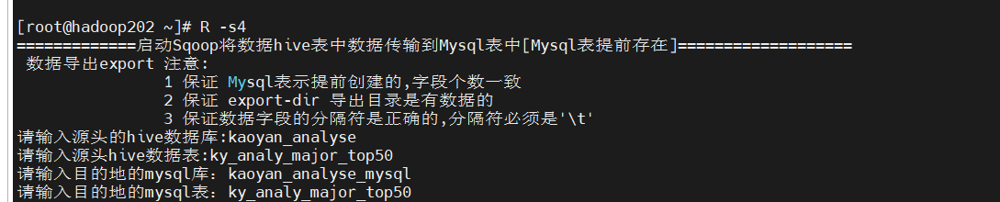 [root@hadoop202 ~]# R -s4
=============启动Sqoop将数据hive表中数据传输到Mysql表中[Mysql表提前存在]===================
数据导出export 注意:
1 保证 Mysql表示提前创建的,字段个数一致
2 保证 export-dir 导出目录是有数据的
3 保证数据字段的分隔符是正确的,分隔符必须是'\t'
请输入源头的hive数据库:kaoyan_analyse
请输入源头hive数据表:ky_analy_major_top50
请输入目的地的mysql库：kaoyan_analyse_mysql
请输入目的地的mysql表：ky_analy_major_top50